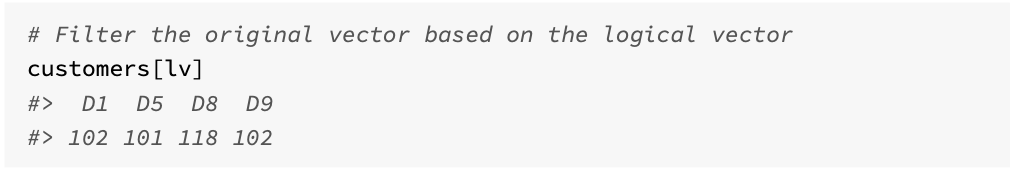 # Filter the original vector based on the logical vector
customers[lv]
#>  D1  D5  D8  D9
#> 102 101 118 102